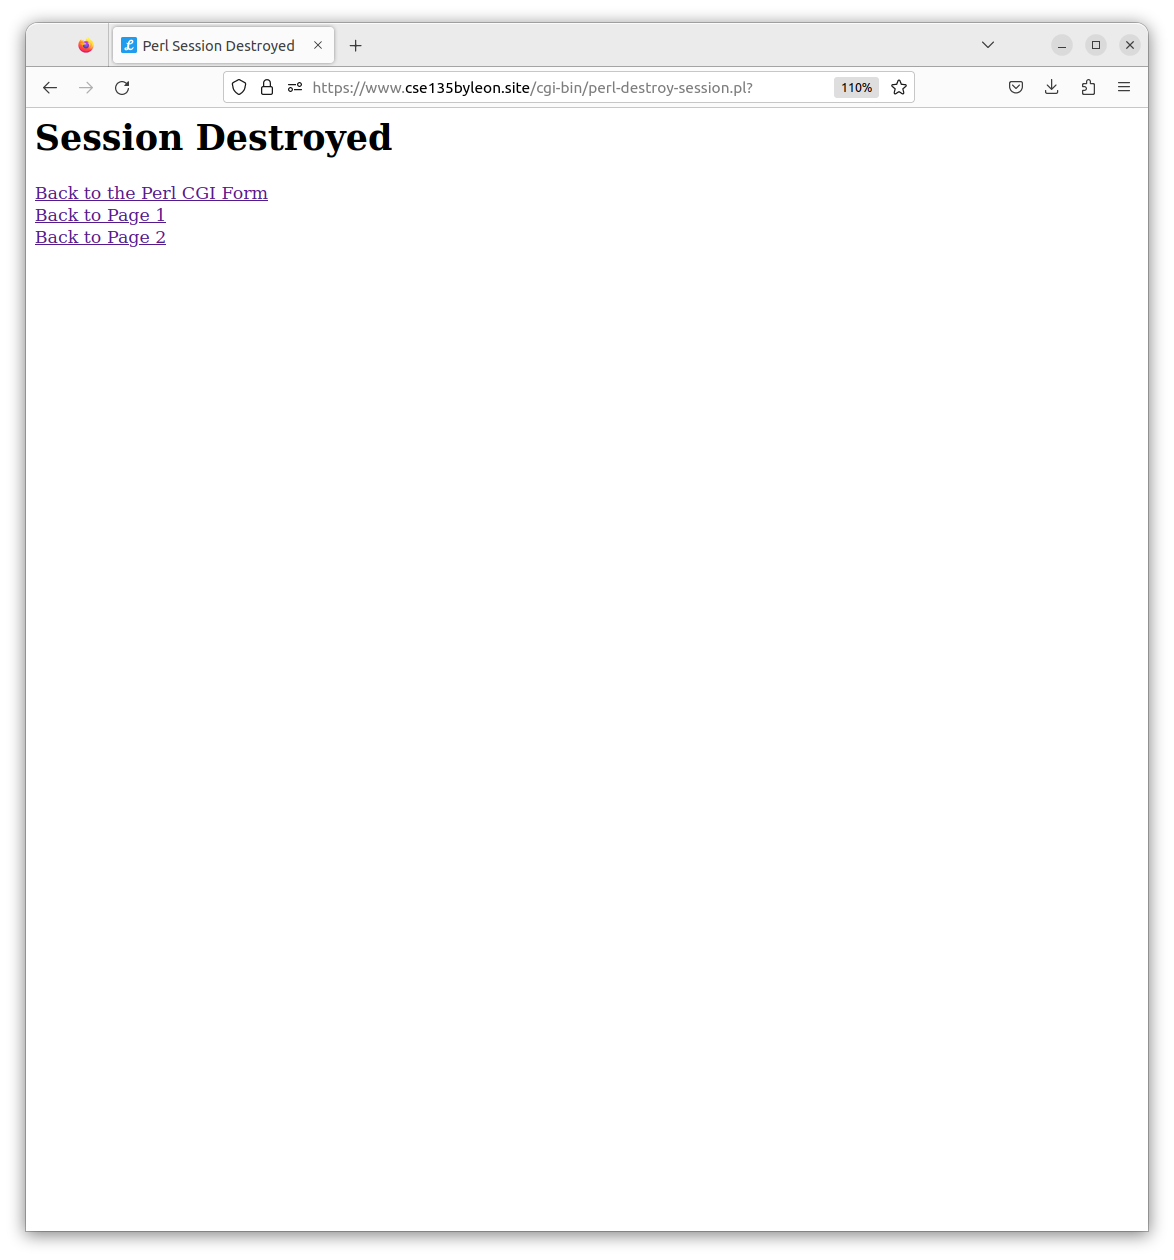 Perl Session Destroyed
https://www.cse135byleon.site/cgi-bin/perl-destroy-session.pl?
110%
Session Destroyed
Back to the Perl CGI Form
Back to Page 1
Back to Page 2